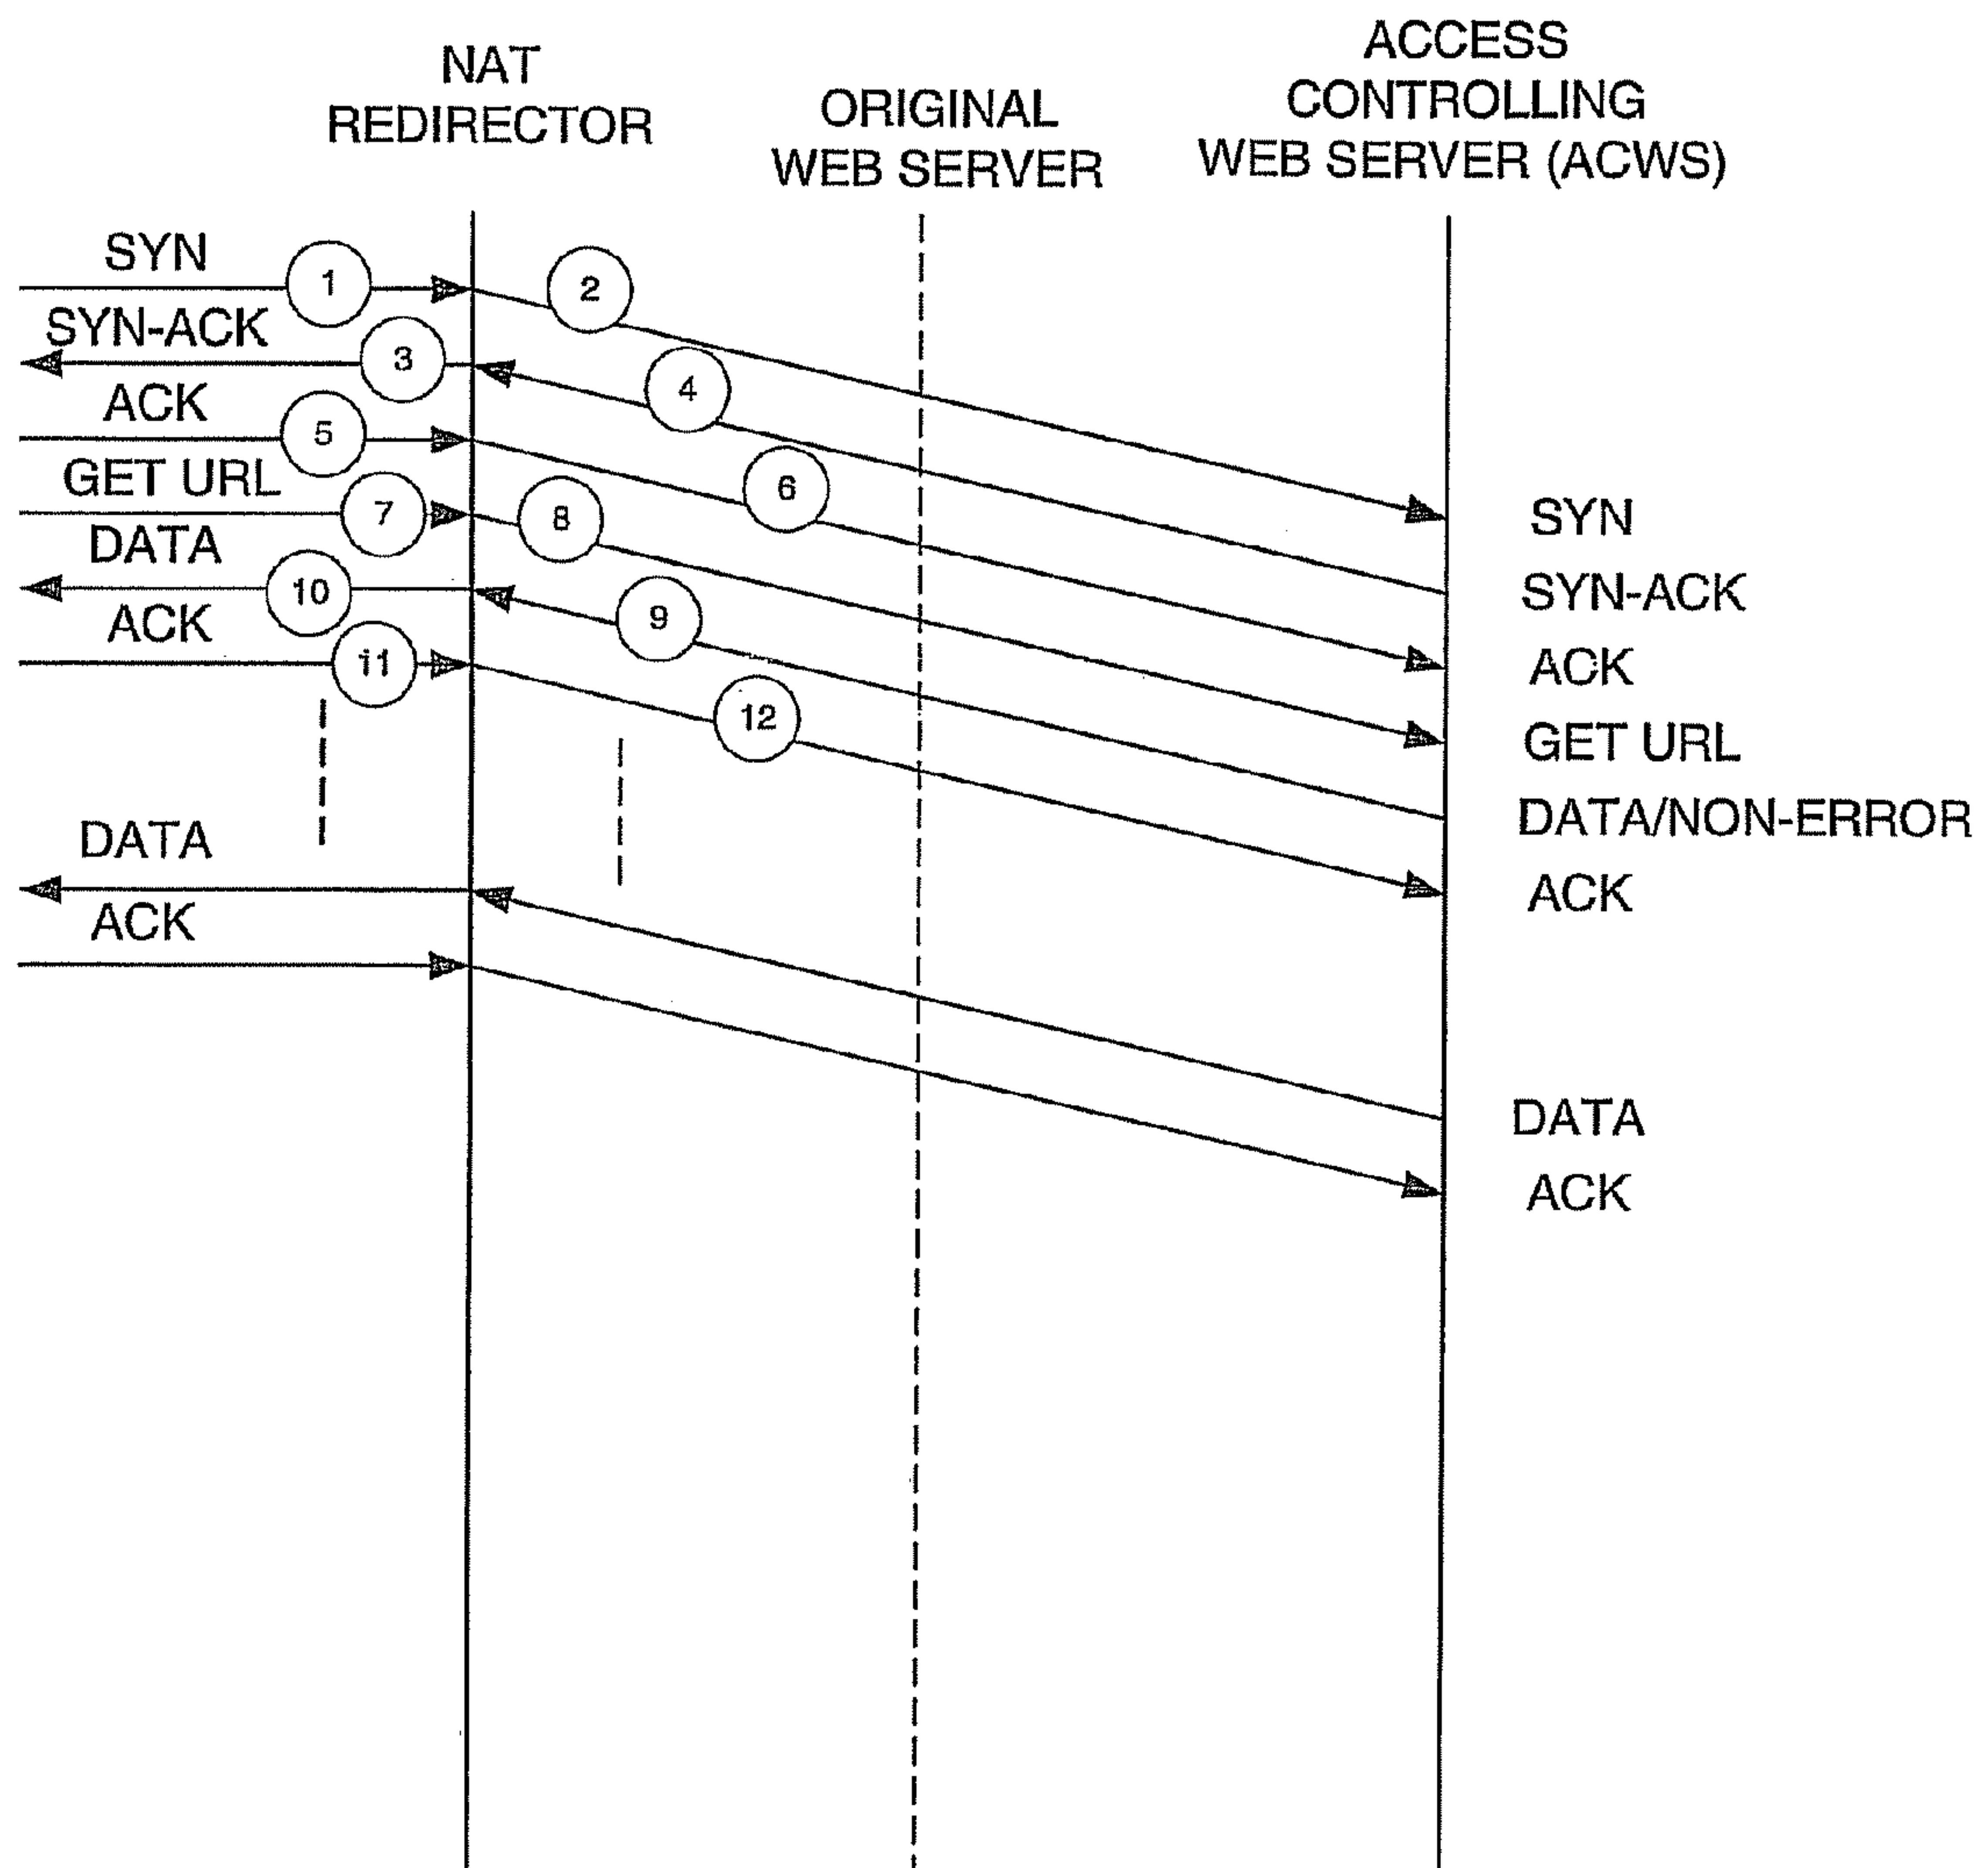 NAT
REDIRECTOR
ORIGINAL
WEB SERVER
ACCESS
CONTROLLING
WEB SERVER (ACWS)
SYN
1
2
SYN-ACK
3
4
ACK
5
6
GET URL
7
8
DATA
10
9
ACK
11
12
DATA
ACK
SYN
SYN-ACK
ACK
GET URL
DATA/NON-ERROR
ACK
DATA
ACK